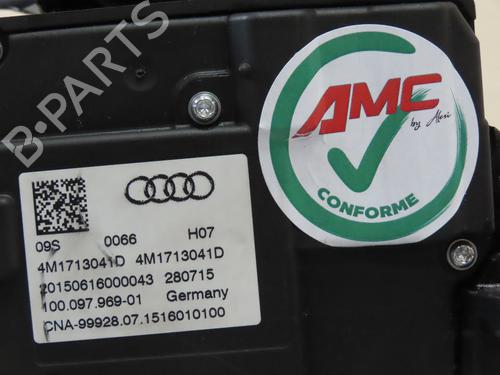 B-PARTS
AMC
by Alesi
CONFORME
09S 0066 H07
4M1713041D 4M1713041D
20150616000043 280715
100.097.969-01 Germany
CNA-99928.07.1516010100